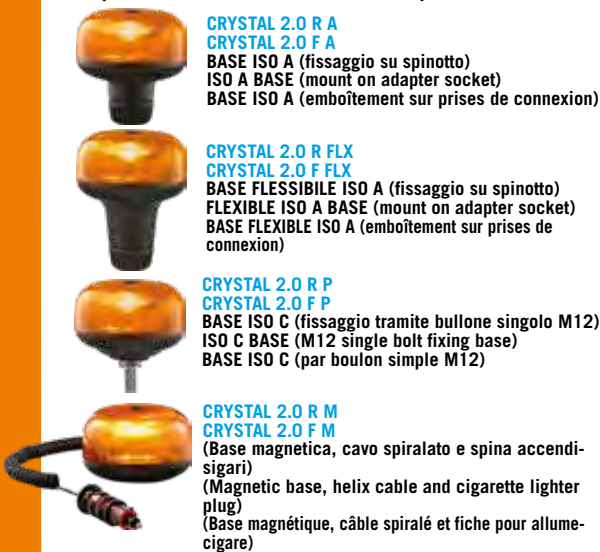 CRYSTAL 2.0 R A
CRYSTAL 2.0 F A
BASE ISO A (fissaggio su spinotto)
ISO A BASE (mount on adapter socket)
BASE ISO A (emboîtement sur prises de connexion)
CRYSTAL 2.0 R FLX
CRYSTAL 2.0 F FLX
BASE FLESSIBILE ISO A (fissaggio su spinotto)
FLEXIBLE ISO A BASE (mount on adapter socket)
BASE FLEXIBLE ISO A (emboîtement sur prises de
connexion)
CRYSTAL 2.0 R P
CRYSTAL 2.0 F P
BASE ISO C (fissaggio tramite bullone singolo M12)
ISO C BASE (M12 single bolt fixing base)
BASE ISO C (par boulon simple M12)
CRYSTAL 2.0 R M
CRYSTAL 2.0 F M
(Base magnetica, cavo spiralato e spina accendi-
sigari)
(Magnetic base, helix cable and cigarette lighter
plug)
(Base magnétique, câble spiralé et fiche pour allume-
cigare)